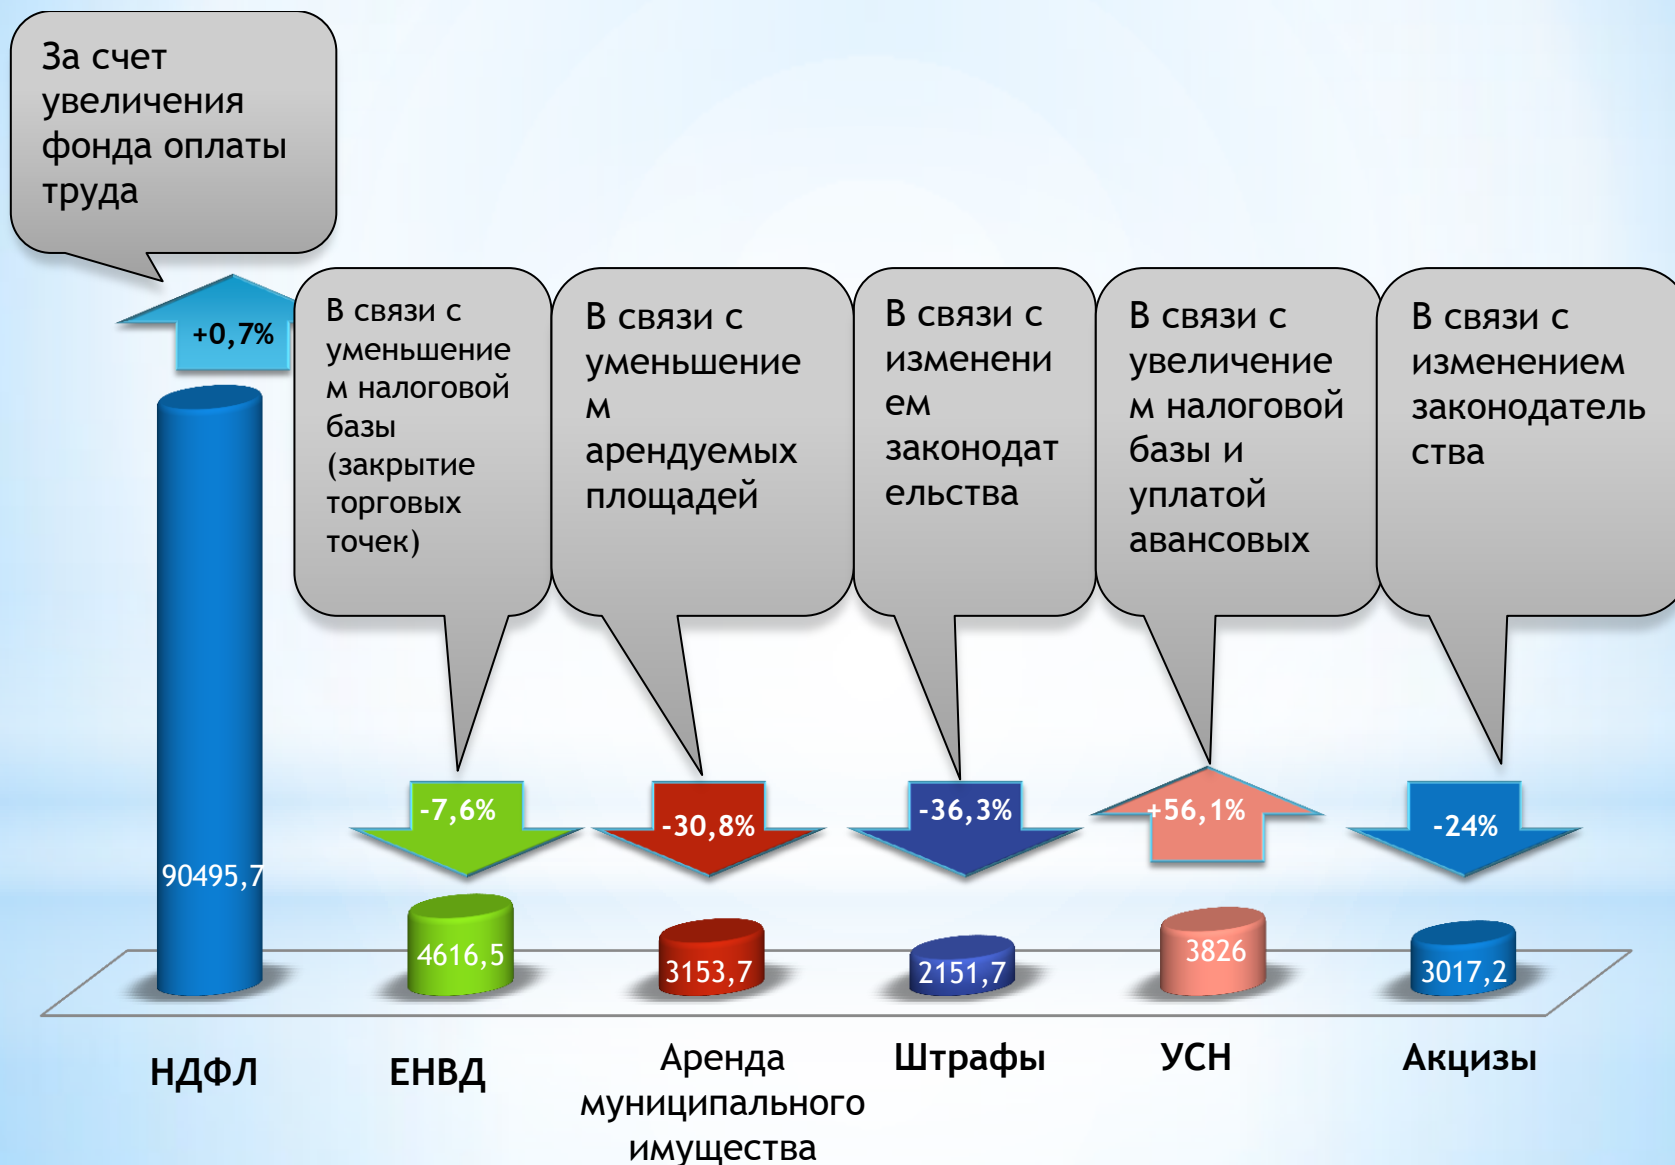 За счет
увеличения
фонда оплаты
труда
+0,7%
В связи с
уменьшение
м налоговой
базы
(закрытие
торговых
точек)
В связи с
уменьшение
м
арендуемых
площадей
В связи с
изменени
ем
законодат
ельства
В связи с
увеличение
м налоговой
базы и
уплатой
авансовых
В связи с
изменением
законодатель
ства
-7,6%
-30,8%
-36,3%
+56,1%
-24%
90495,7
4616,5
3153,7
2151,7
3826
3017,2
НДФЛ
ЕНВД
Аренда
муниципального
имущества
Штрафы
УСН
Акцизы